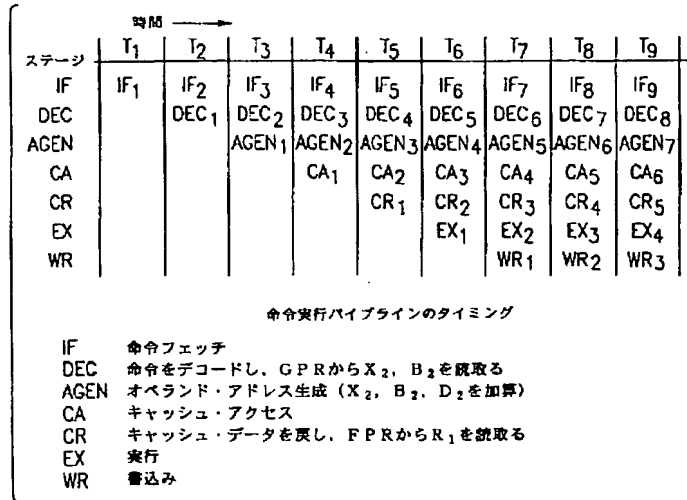 時間
ステージ T1 T2 T3 T4 T5 T6 T7 T8 T9
IF IF1 IF2 IF3 IF4 IF5 IF6 IF7 IF8 IF9
DEC DEC1 DEC2 DEC3 DEC4 DEC5 DEC6 DEC7 DEC8
AGEN AGEN1 AGEN2 AGEN3 AGEN4 AGEN5 AGEN6 AGEN7
CA CA1 CA2 CA3 CA4 CA5 CA6
CR CR1 CR2 CR3 CR4 CR5
EX EX1 EX2 EX3 EX4
WR WR1 WR2 WR3
命令実行パイプラインのタイミング
IF 命令フェッチ
DEC 命令をデコードし、GPRからX2，B2を読取る
AGEN オペランド・アドレス生成（X2，B2，D2を加算）
CA キャッシュ・アクセス
CR キャッシュ・データを戻し、FPRからR1を読取る
EX 実行
WR 書込み